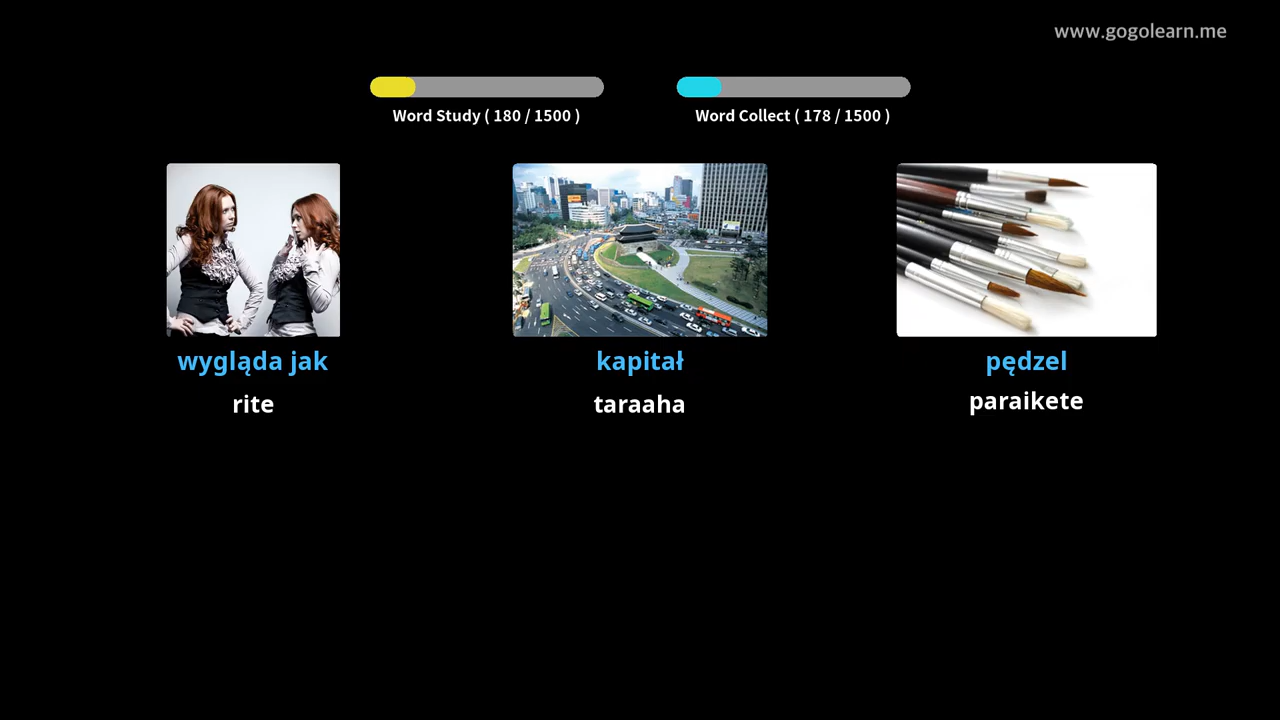 www.gogolearn.me
Word Study ( 180 / 1500 )
Word Collect ( 178 / 1500 )
wygląda jak
rite
kapitał
taraaha
pędzel
paraikete